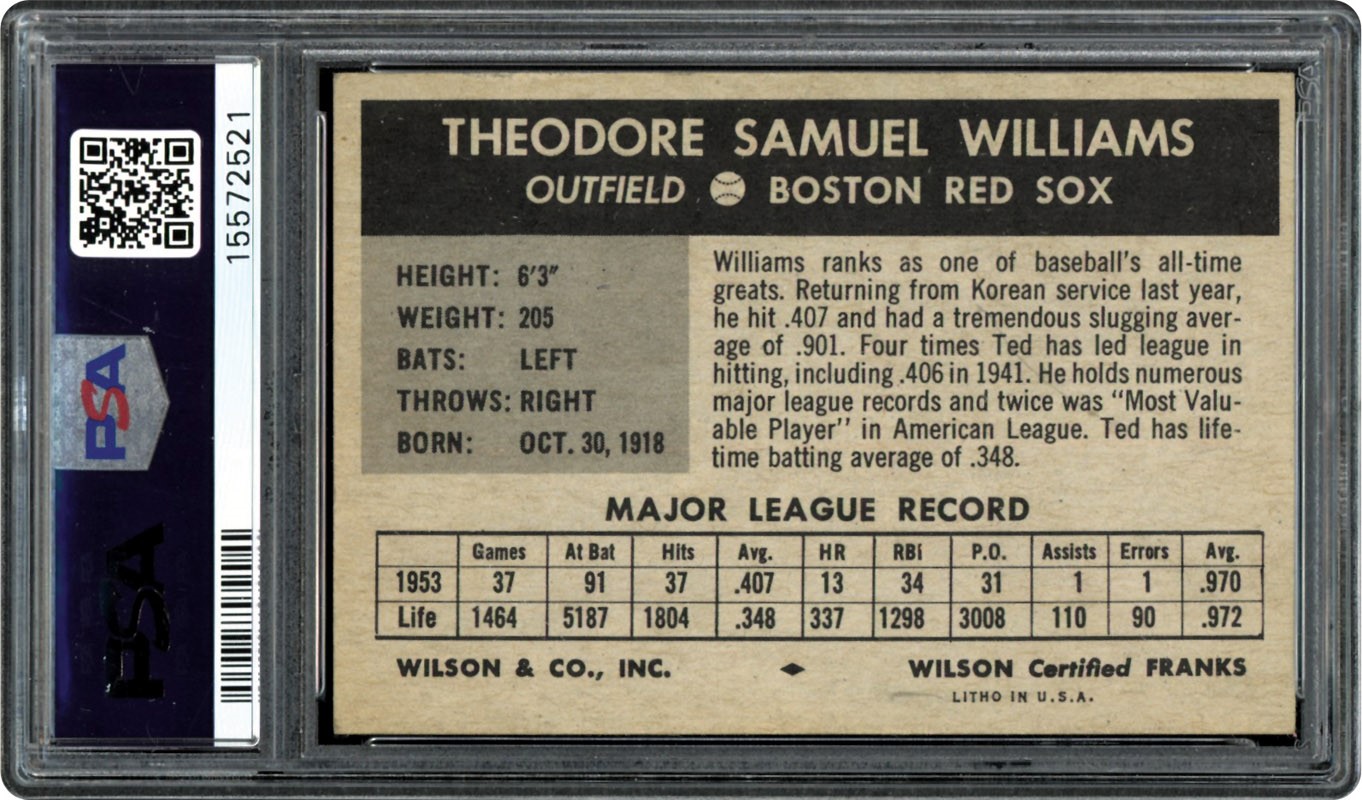 THEODORE SAMUEL WILLIAMS
OUTFIELD BOSTON RED SOX
HEIGHT: 6'3"
WEIGHT: 205
BATS: LEFT
THROWS: RIGHT
BORN: OCT. 30, 1918
Williams ranks as one of baseball's all-time
greats. Returning from Korean service last year,
he hit .407 and had a tremendous slugging aver-
age of .901. Four times Ted has led league in
hitting, including .406 in 1941. He holds numerous
major league records and twice was "Most Valu-
able Player" in American League. Ted has life-
time batting average of .348.
MAJOR LEAGUE RECORD
Games At Bat Hits Avg. HR RBI P.O. Assists Errors Avg.
1953 37 91 37 .407 13 34 31 1 1 .970
Life 1464 5187 1804 .348 337 1298 3008 110 90 .972
WILSON & CO., INC. WILSON Certified FRANKS
LITHO IN U.S.A.
15572521
PSA
PSA
PSA